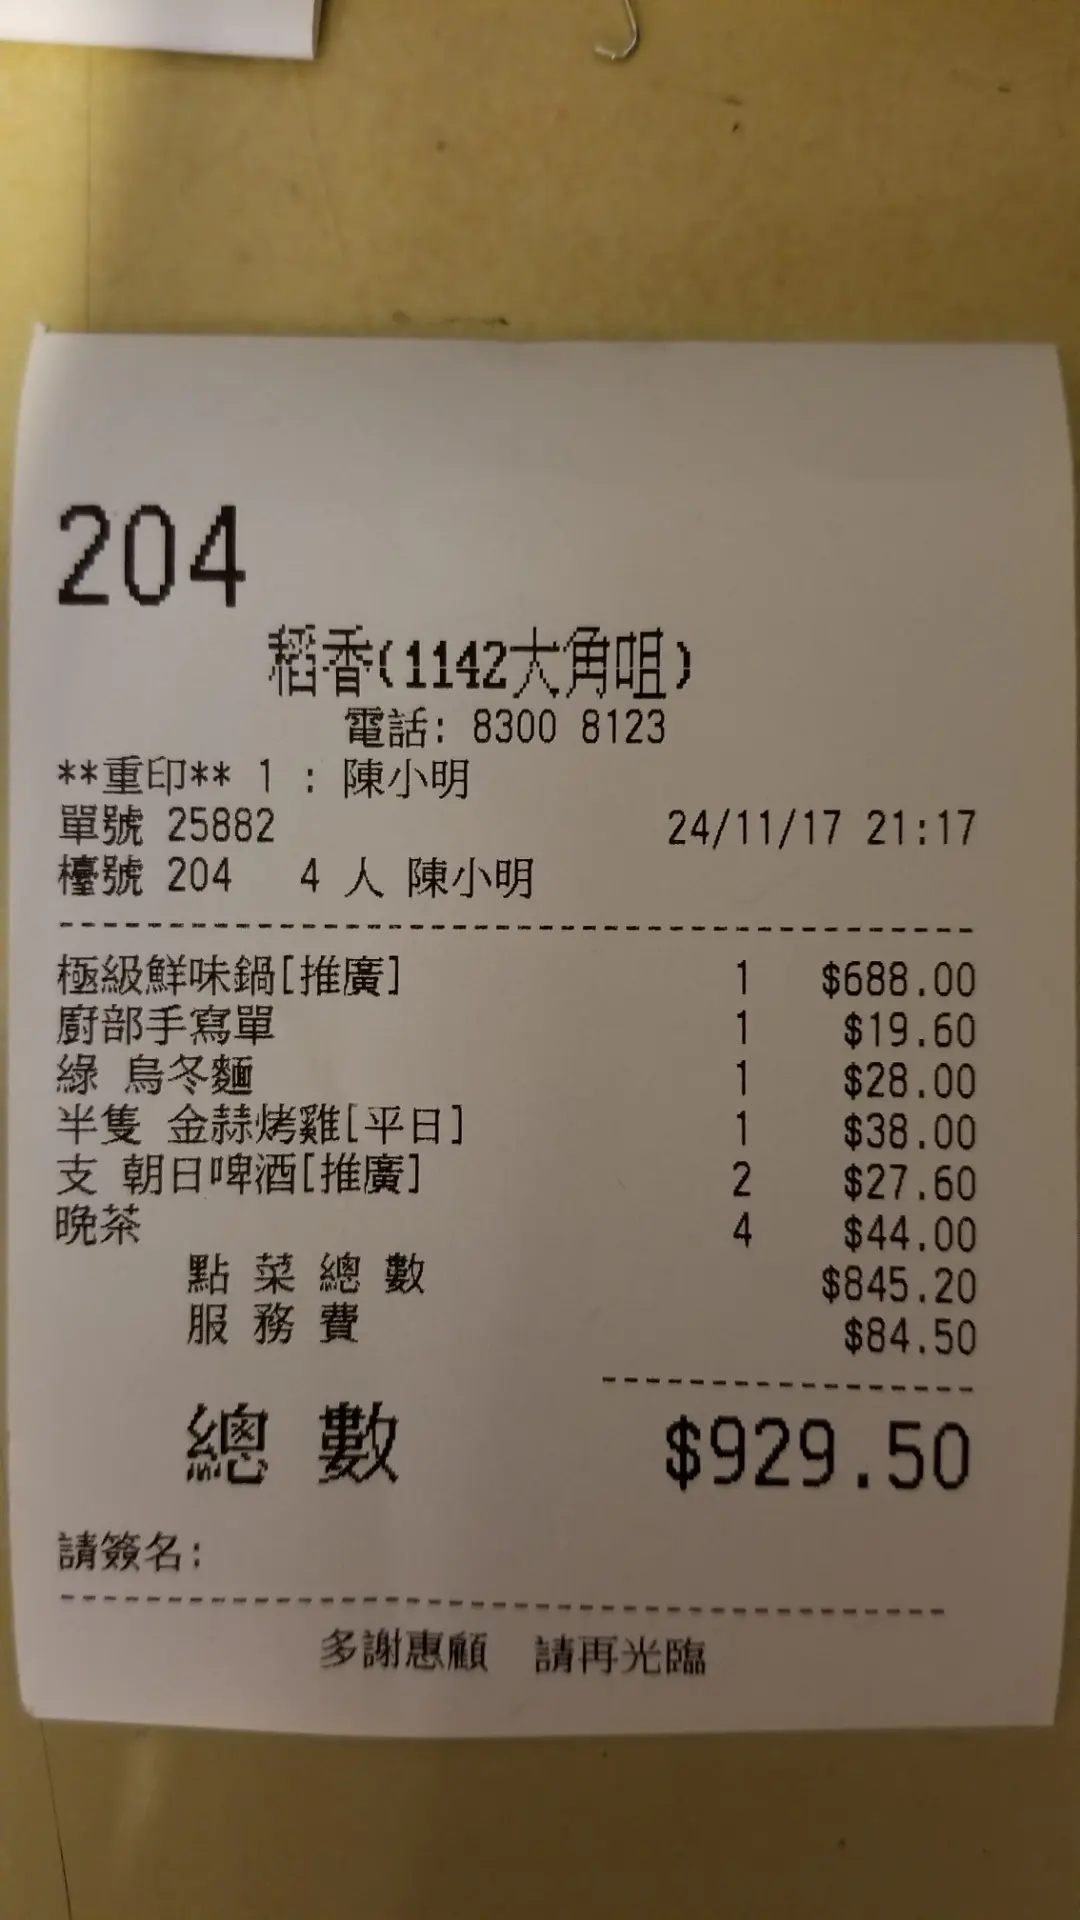 204
稻香(1142大角咀)
電話: 8300 8123
**重印** 1 : 陳小明
單號 25882 24/11/17 21:17
檯號 204 4 人 陳小明
極級鮮味鍋[推廣] 1 $688.00
廚部手寫單 1 $19.60
綠 烏冬麵 1 $28.00
半隻 金蒜烤雞[平日] 1 $38.00
支 朝日啤酒[推廣] 2 $27.60
晚茶 4 $44.00
點 菜 總 數 $845.20
服 務 費 $84.50
總 數 $929.50
請簽名:
多謝惠顧 請再光臨